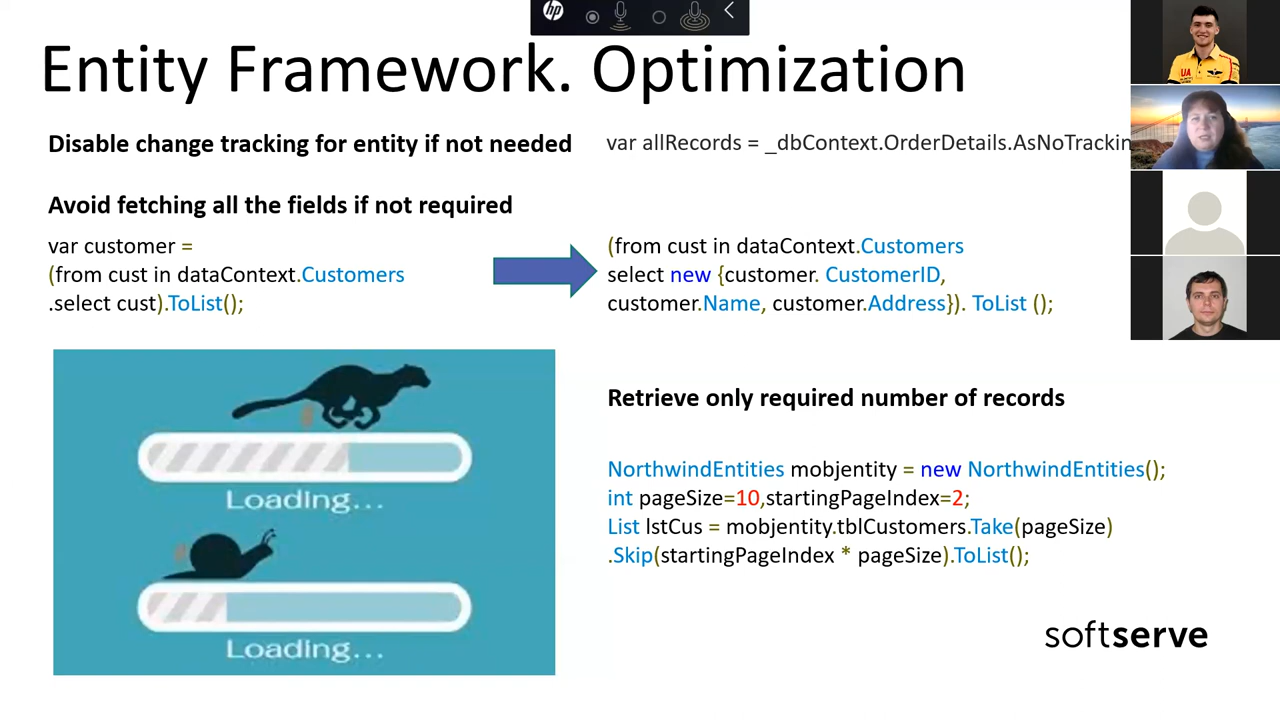 hp
Entity Framework. Optimization
Disable change tracking for entity if not needed
var allRecords = _dbContext.OrderDetails.AsNoTrackin
Avoid fetching all the fields if not required
var customer =
(from cust in dataContext.Customers
.select cust).ToList();
(from cust in dataContext.Customers
select new {customer. CustomerID,
customer.Name, customer.Address}). ToList ();
Loading...
Loading...
Retrieve only required number of records
NorthwindEntities mobjentity = new NorthwindEntities();
int pageSize=10,startingPageIndex=2;
List lstCus = mobjentity.tblCustomers.Take(pageSize)
.Skip(startingPageIndex * pageSize).ToList();
softserve
UA